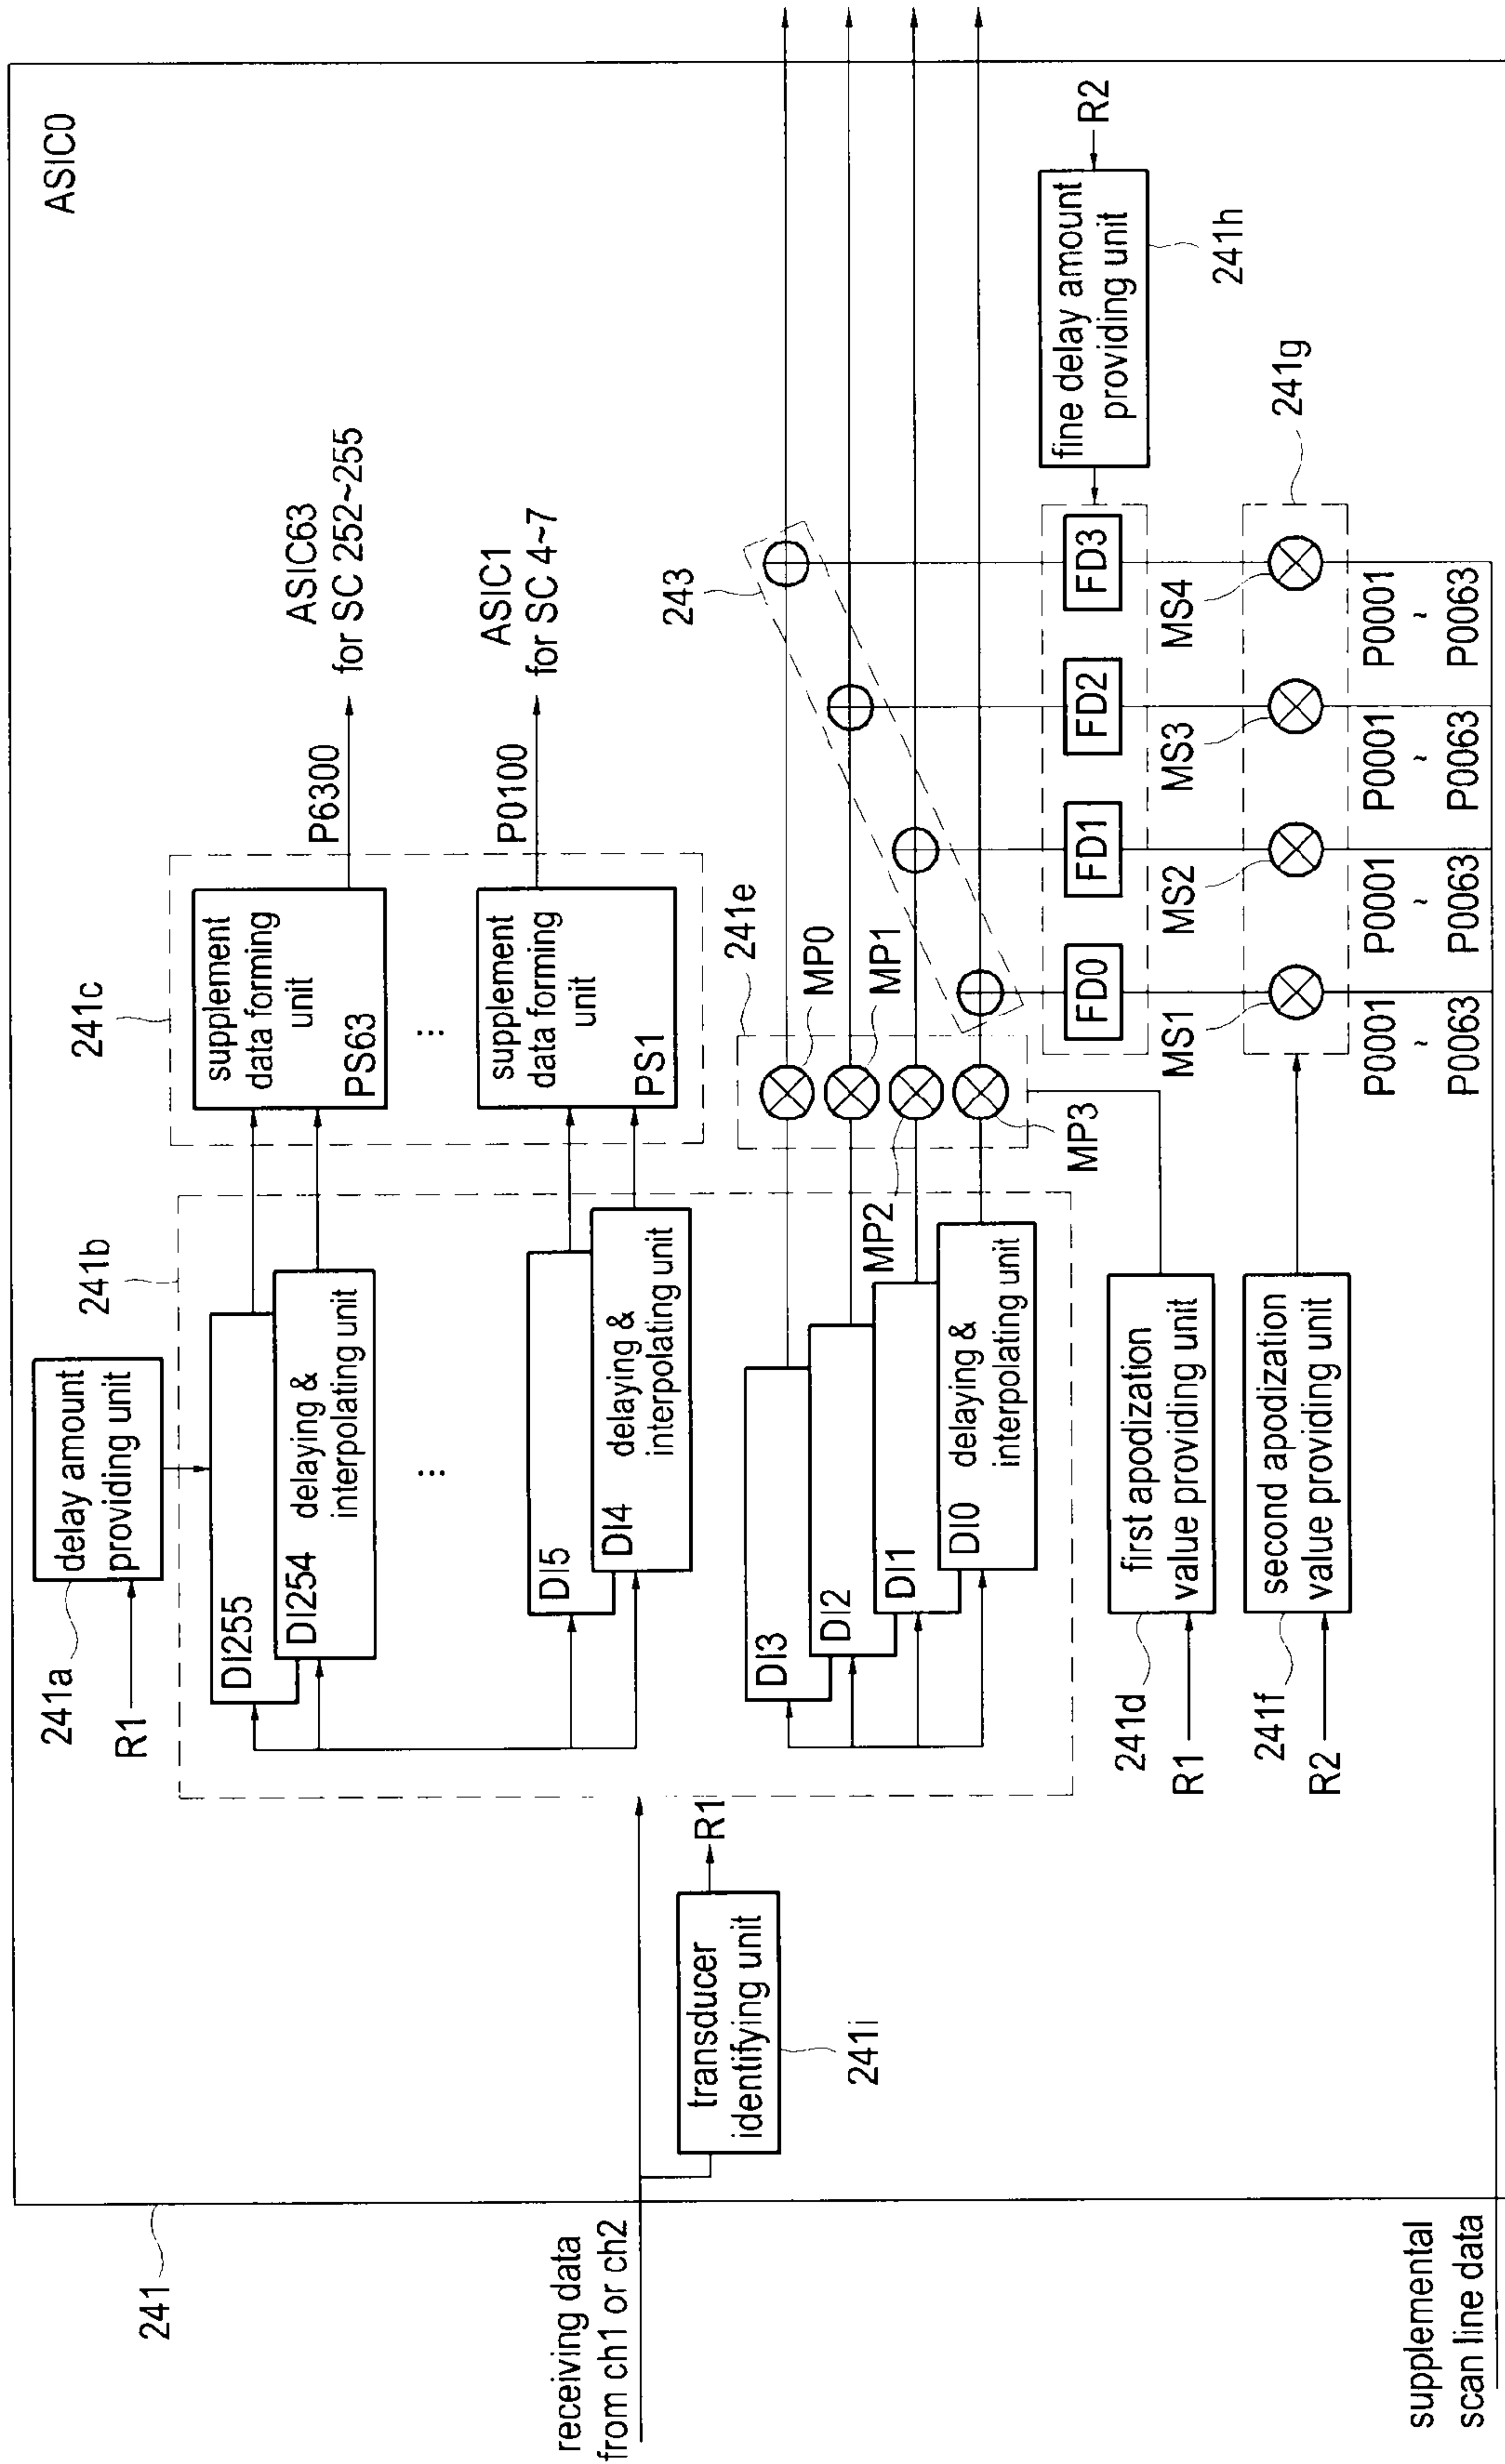 ASIC0
241
receiving data
from ch1 or ch2
supplemental
scan line data
transducer
identifying unit
241i
R1
241a
R1
delay amount
providing unit
241b
DI255
DI254
delaying &
interpolating unit
...
DI5
DI4
delaying &
interpolating unit
DI3
DI2
DI1
DI0
delaying &
interpolating unit
241c
supplement
data forming
unit
PS63
...
supplement
data forming
unit
PS1
P6300
ASIC63
for SC 252~255
P0100
ASIC1
for SC 4~7
241d
R1
first apodization
value providing unit
241f
R2
second apodization
value providing unit
241e
MP0
MP1
MP2
MP3
243
FD0
FD1
FD2
FD3
fine delay amount
providing unit
R2
241h
241g
MS1
MS2
MS3
MS4
P0001
~
P0063
P0001
~
P0063
P0001
~
P0063
P0001
~
P0063